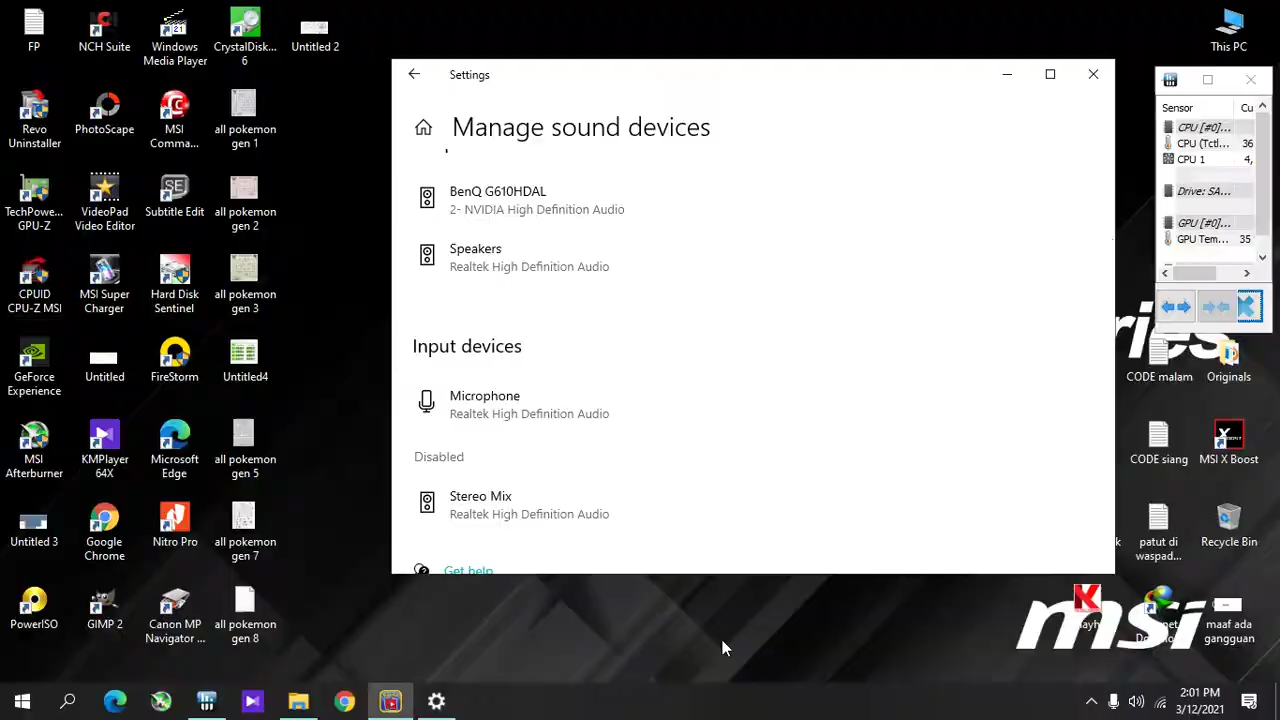 FP
NCH Suite
Windows
Media Player
CrystalDisk...
6
Untitled 2
Revo
Uninstaller
PhotoScape
MSI
Comma...
all pokemon
gen 1
TechPowe...
GPU-Z
VideoPad
Video Editor
Subtitle Edit
all pokemon
gen 2
CPUID
CPU-Z MSI
MSI Super
Charger
Hard Disk
Sentinel
all pokemon
gen 3
GeForce
Experience
Untitled
FireStorm
Untitled4
MSI
Afterburner
KMPlayer
64X
Microsoft
Edge
all pokemon
gen 5
Untitled 3
Google
Chrome
Nitro Pro
all pokemon
gen 7
PowerISO
GIMP 2
Canon MP
Navigator ...
all pokemon
gen 8
Settings
Manage sound devices
BenQ G610HDAL
2- NVIDIA High Definition Audio
Speakers
Realtek High Definition Audio
Input devices
Microphone
Realtek High Definition Audio
Disabled
Stereo Mix
Realtek High Definition Audio
Get help
This PC
Sensor
Cu
CPU [#0]...
CPU (Tctl...
36
CPU 1
4,
Drive: SA...
GPU [#0]...
GPU Tem...
35
CODE malam
Originals
CODE siang
MSI X Boost
patut di
waspad...
Recycle Bin
maaf ada
gangguan
msi
2:01 PM
3/12/2021